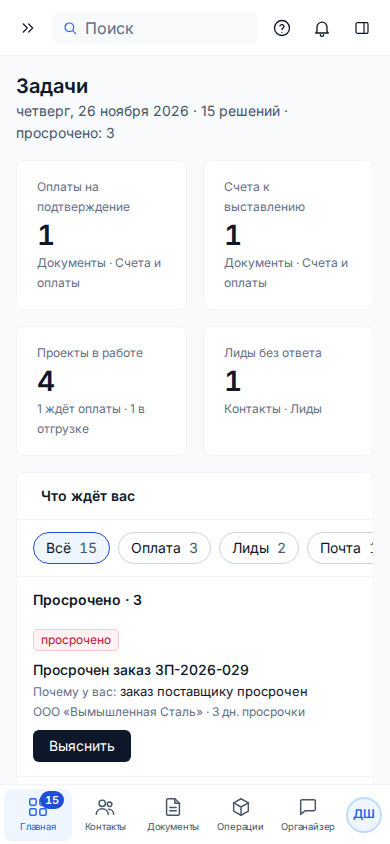 Поиск
Задачи
четверг, 26 ноября 2026 · 15 решений ·
просрочено: 3
Оплаты на
подтверждение
1
Документы · Счета и
оплаты
Счета к
выставлению
1
Документы · Счета и
оплаты
Проекты в работе
4
1 ждёт оплаты · 1 в
отгрузке
Лиды без ответа
1
Контакты · Лиды
Что ждёт вас
Всё 15
Оплата 3
Лиды 2
Почта
Просрочено · 3
просрочено
Просрочен заказ ЗП-2026-029
Почему у вас: заказ поставщику просрочен
ООО «Вымышленная Сталь» · 3 дн. просрочки
Выяснить
15
Главная
Контакты
Документы
Операции
Органайзер
ДШ